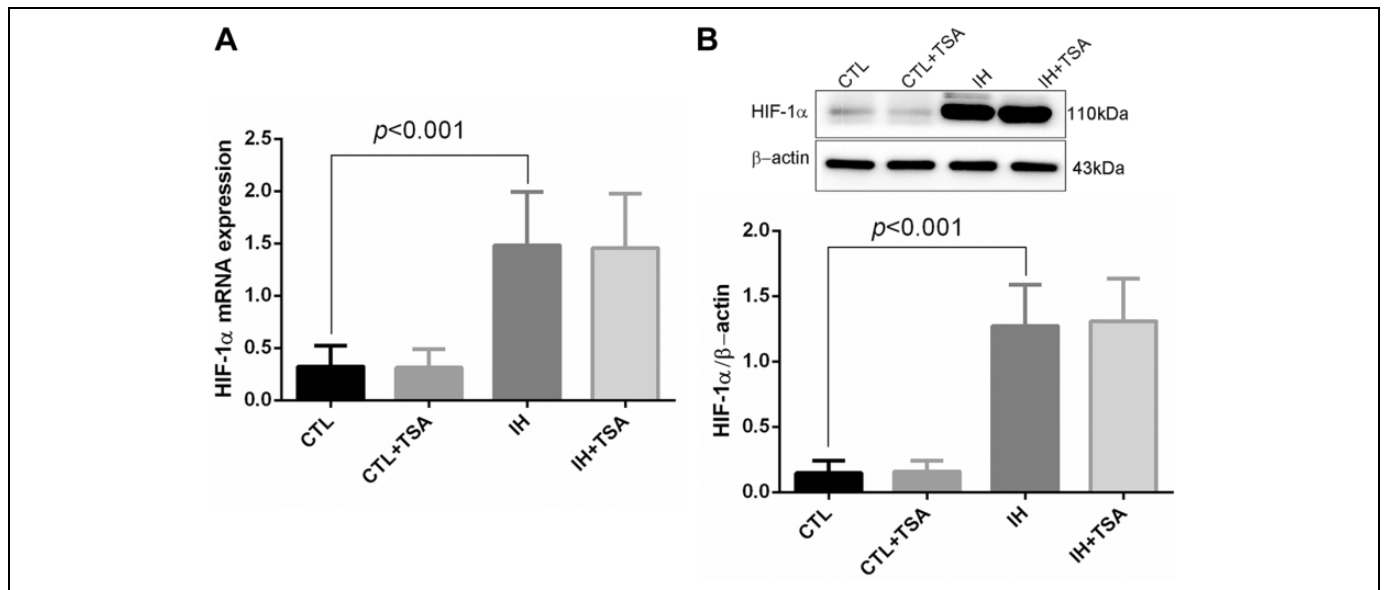 A
HIF-1α mRNA expression
2.5
2.0
1.5
1.0
0.5
0.0
p<0.001
CTL
CTL+TSA
IH
IH+TSA
B
CTL
CTL+TSA
IH
IH+TSA
HIF-1α
110kDa
β–actin
43kDa
HIF-1α/β–actin
2.0
1.5
1.0
0.5
0.0
p<0.001
CTL
CTL+TSA
IH
IH+TSA